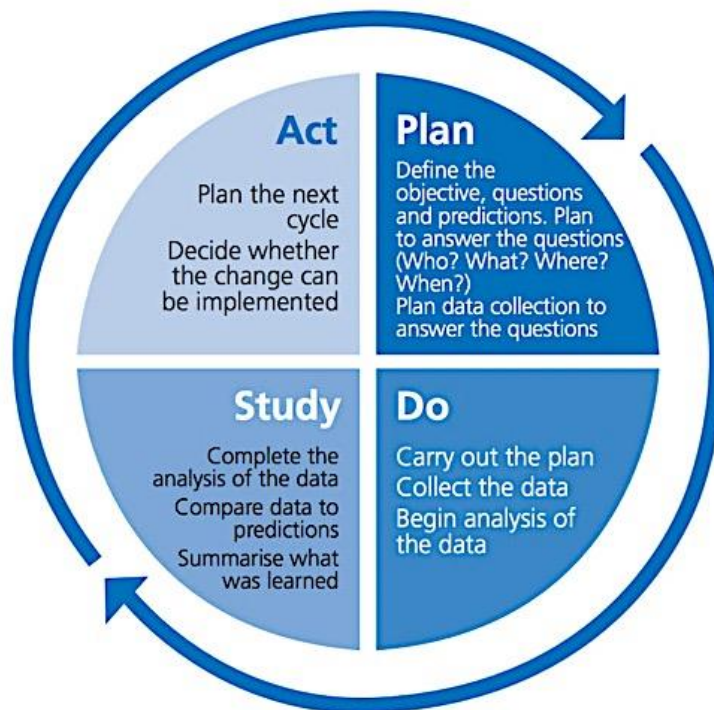 Act
Plan the next
cycle
Decide whether
the change can
be implemented
Plan
Define the
objective, questions
and predictions. Plan
to answer the questions
(Who? What? Where?
When?)
Plan data collection to
answer the questions
Study
Complete the
analysis of the data
Compare data to
predictions
Summarise what
was learned
Do
Carry out the plan
Collect the data
Begin analysis of
the data